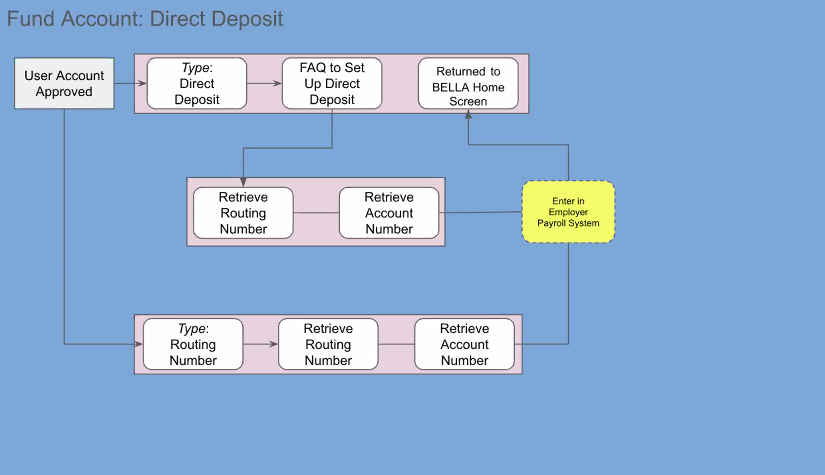 Fund Account: Direct Deposit
User Account
Approved
Type:
Direct
Deposit
FAQ to Set
Up Direct
Deposit
Returned to
BELLA Home
Screen
Retrieve
Routing
Number
Retrieve
Account
Number
Enter in
Employer
Payroll System
Type:
Routing
Number
Retrieve
Routing
Number
Retrieve
Account
Number